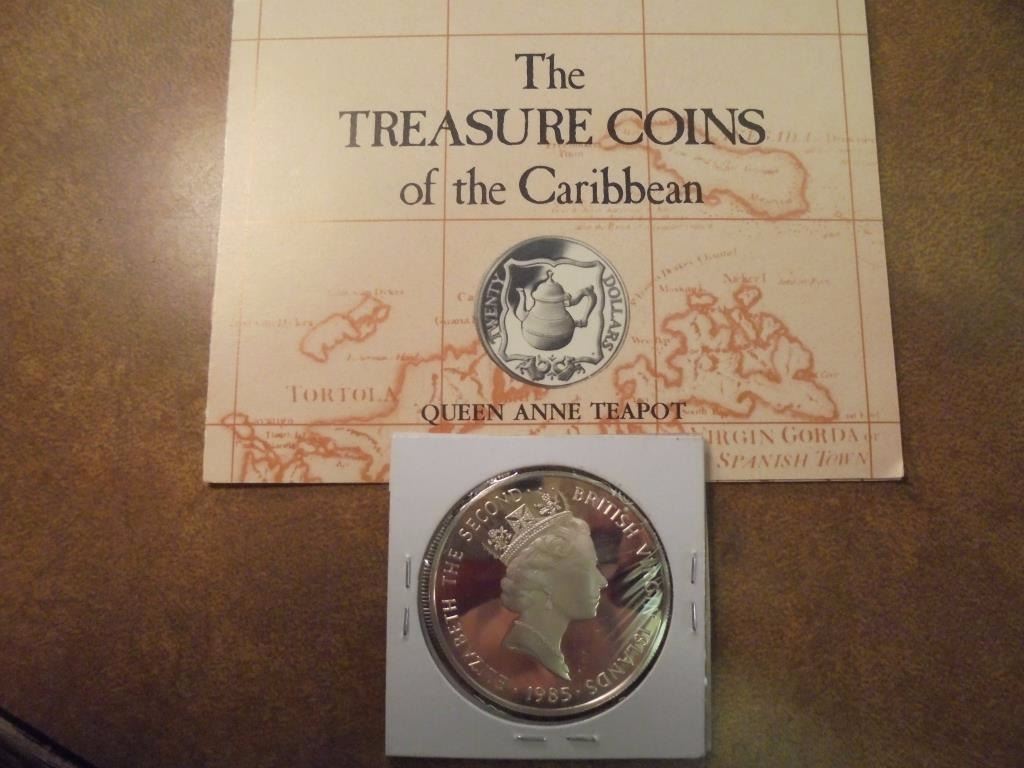 The
TREASURE COINS
of the Caribbean
TWENTY DOLLARS
TORTOLA
QUEEN ANNE TEAPOT
VIRGIN GORDA or
SPANISH TOWN
ELIZABETH THE SECOND · BRITISH VIRGIN ISLANDS
· 1985 ·